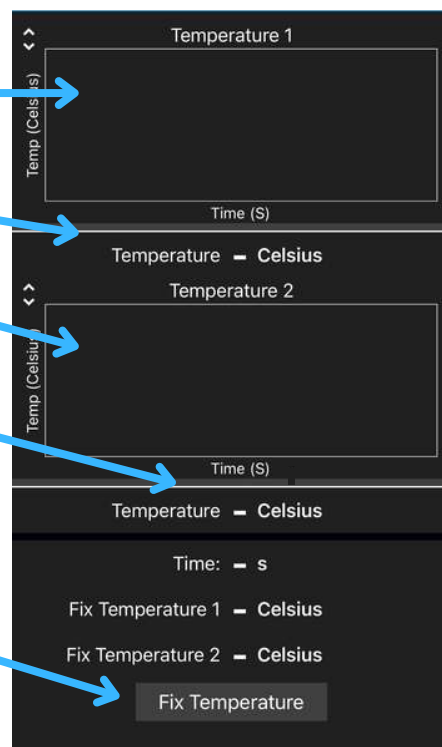 Temperature 1
Temp (Celsius)
Time (S)
Temperature – Celsius
Temperature 2
Temp (Celsius)
Time (S)
Temperature – Celsius
Time: – s
Fix Temperature 1 – Celsius
Fix Temperature 2 – Celsius
Fix Temperature